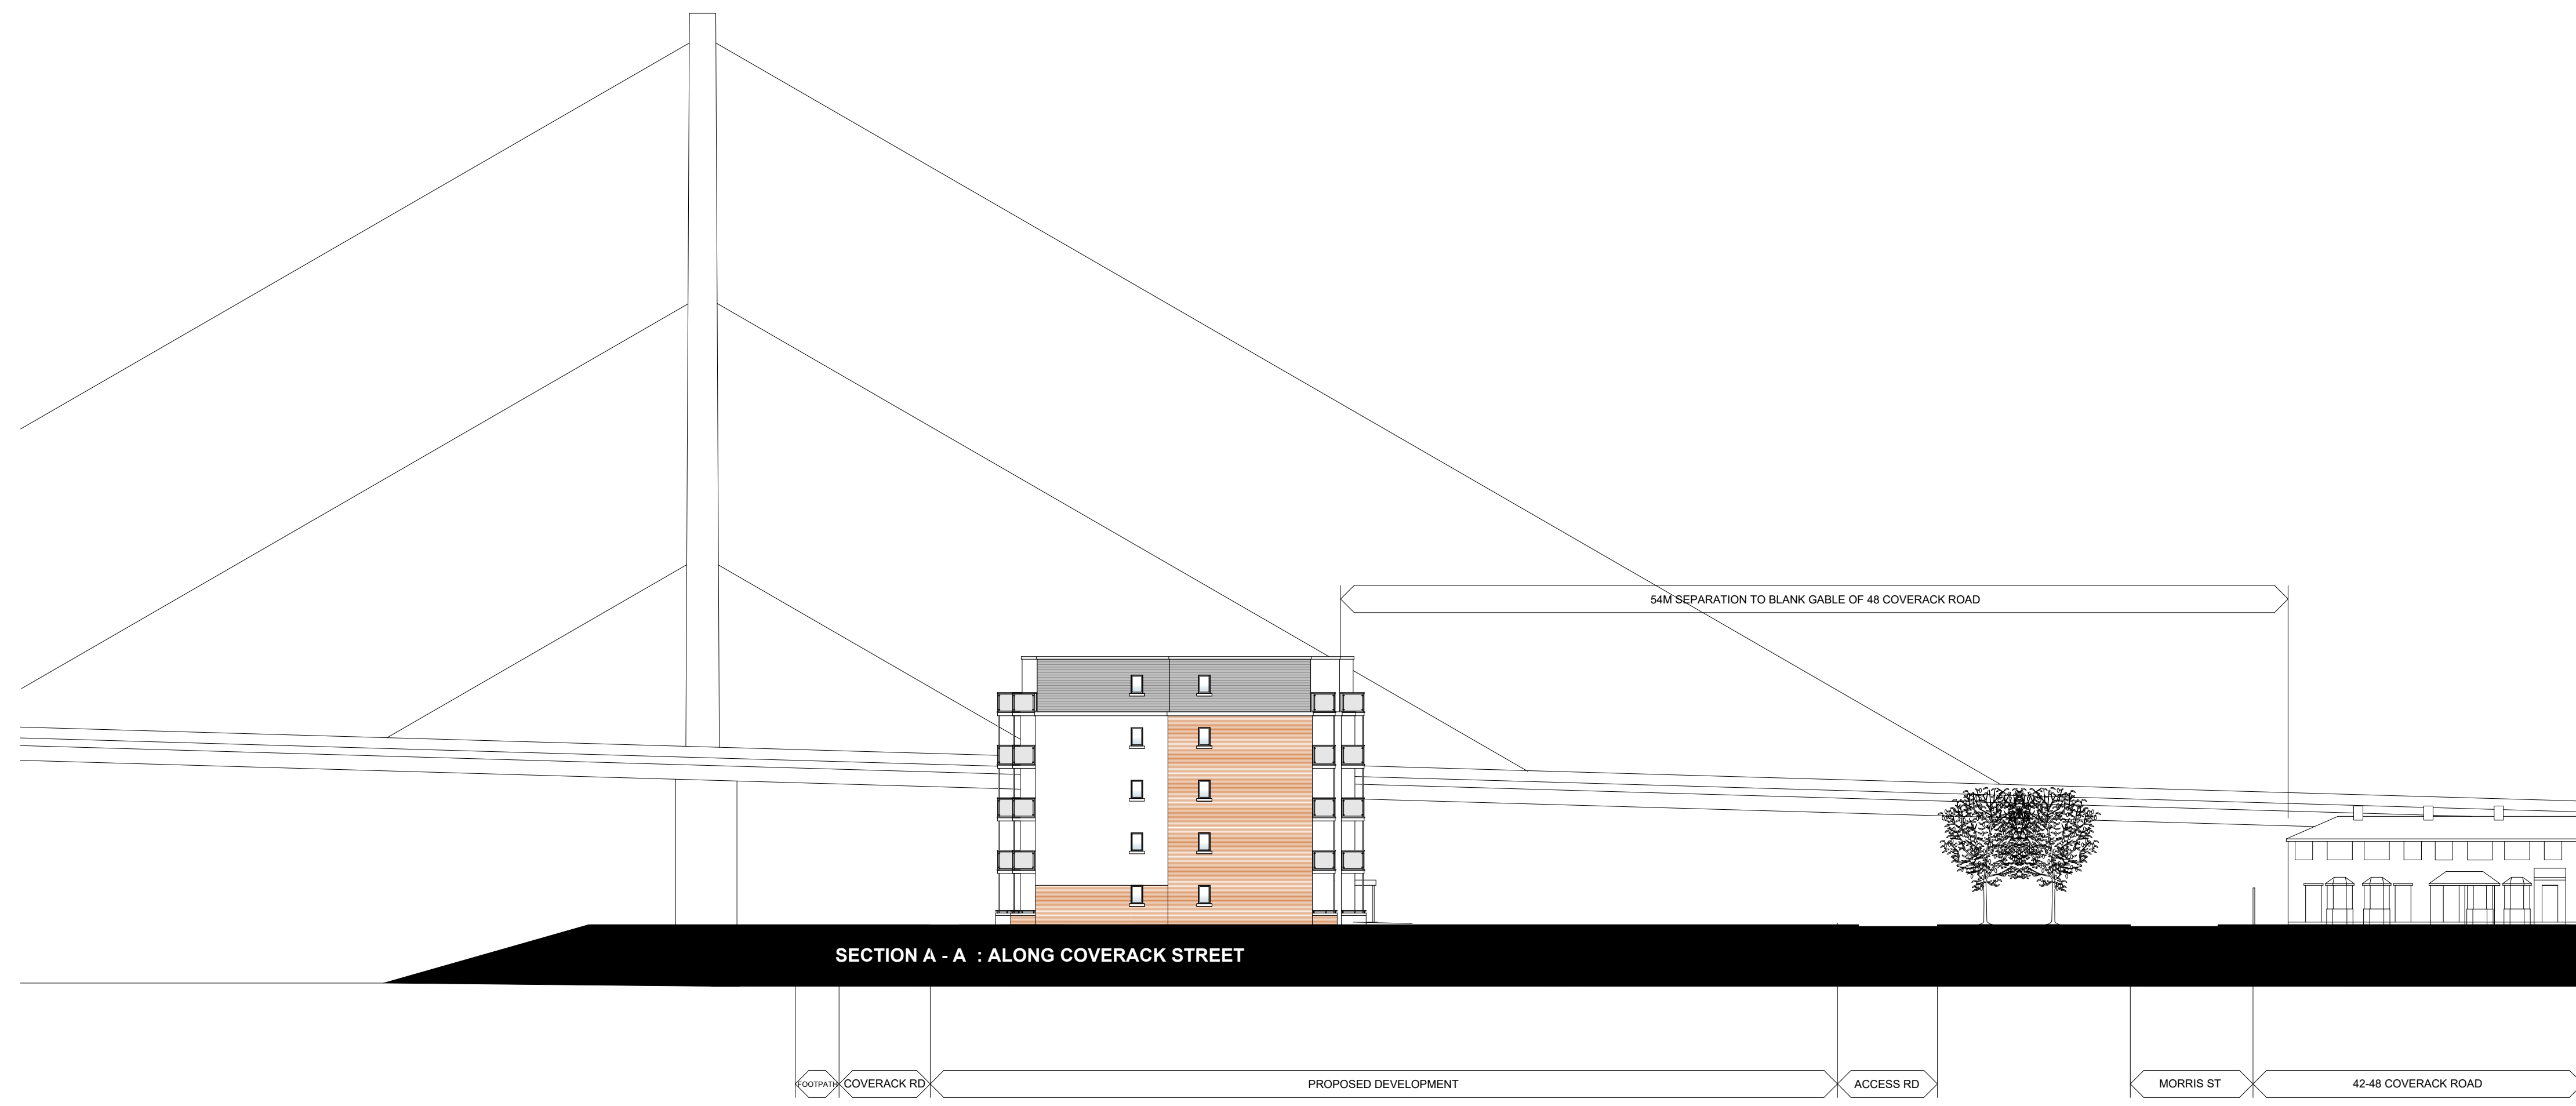 54M SEPARATION TO BLANK GABLE OF 48 COVERACK ROAD
SECTION A - A : ALONG COVERACK STREET
FOOTPATH
COVERACK RD
PROPOSED DEVELOPMENT
ACCESS RD
MORRIS ST
42-48 COVERACK ROAD